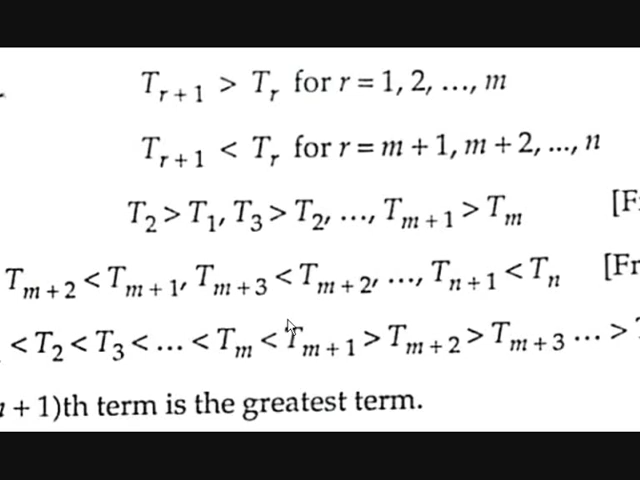 T_{r+1} > T_r for r = 1, 2, ..., m
T_{r+1} < T_r for r = m + 1, m + 2, ..., n
T_2 > T_1, T_3 > T_2, ..., T_{m+1} > T_m
T_{m+2} < T_{m+1}, T_{m+3} < T_{m+2}, ..., T_{n+1} < T_n
< T_2 < T_3 < ... < T_m < T_{m+1} > T_{m+2} > T_{m+3} ... >
+ 1)th term is the greatest term.